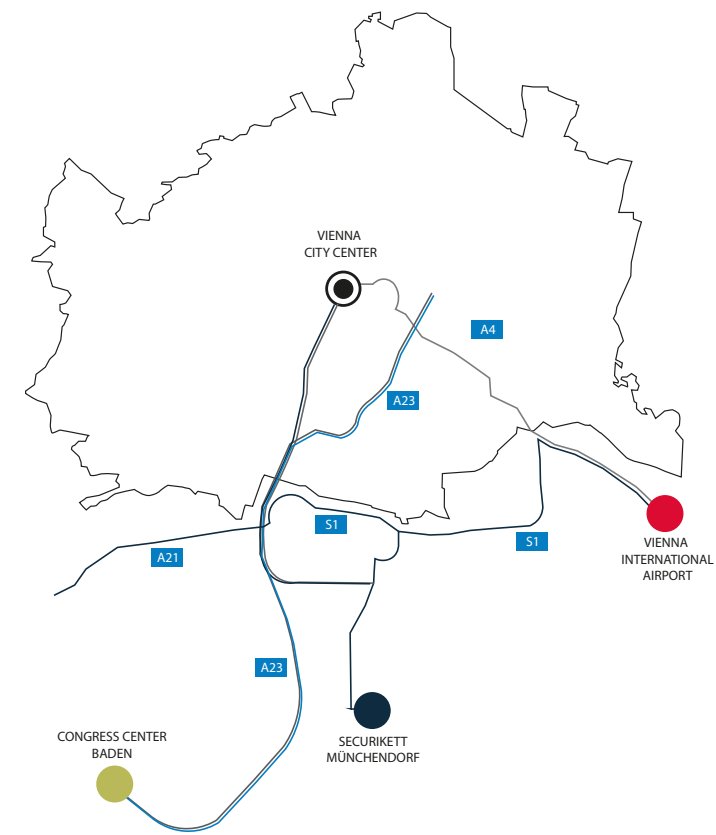 VIENNA
CITY CENTER
A4
A23
S1
S1
A21
VIENNA
INTERNATIONAL
AIRPORT
A23
CONGRESS CENTER
BADEN
SECURIKETT
MÜNCHENDORF